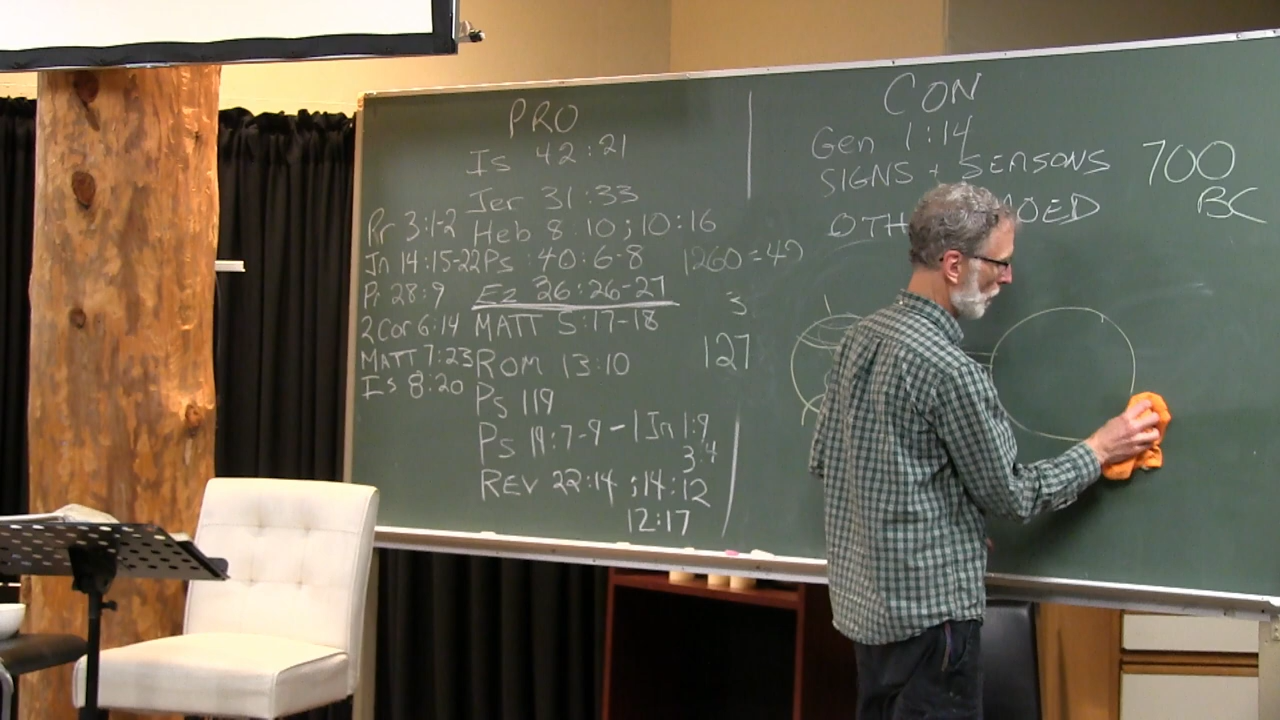 PRO
Is 42:21
Jer 31:33
Pr 3:1-2 Heb 8:10;10:16
Jn 14:15-22 Ps 40:6-8
Pr 28:9 Ez 36:26-27
2Cor 6:14 MATT 5:17-18
MATT 7:23 ROM 13:10
Is 8:20
Ps 119
Ps 19:7-9 - 1 Jn 1:9
3:4
REV 22:14 ;14:12
12:17
1260 =
3
127
CON
Gen 1:14
SIGNS + SEASONS
OTH MOED
700
BC